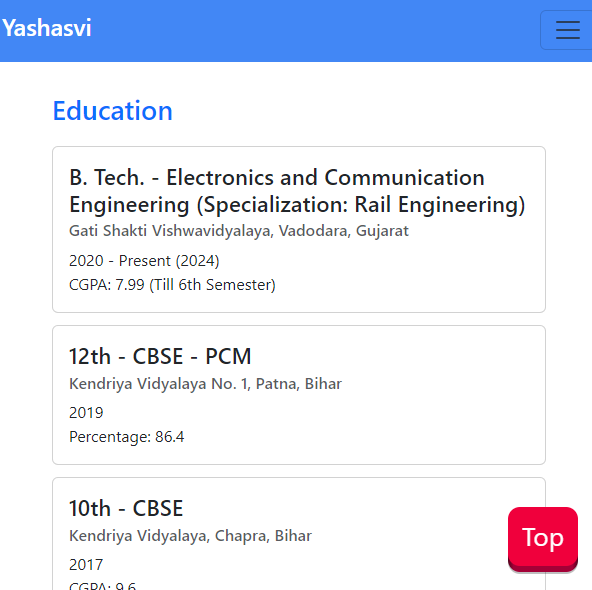 Yashasvi
Education
B. Tech. - Electronics and Communication
Engineering (Specialization: Rail Engineering)
Gati Shakti Vishwavidyalaya, Vadodara, Gujarat
2020 - Present (2024)
CGPA: 7.99 (Till 6th Semester)
12th - CBSE - PCM
Kendriya Vidyalaya No. 1, Patna, Bihar
2019
Percentage: 86.4
10th - CBSE
Kendriya Vidyalaya, Chapra, Bihar
2017
CGPA: 9.6
Top